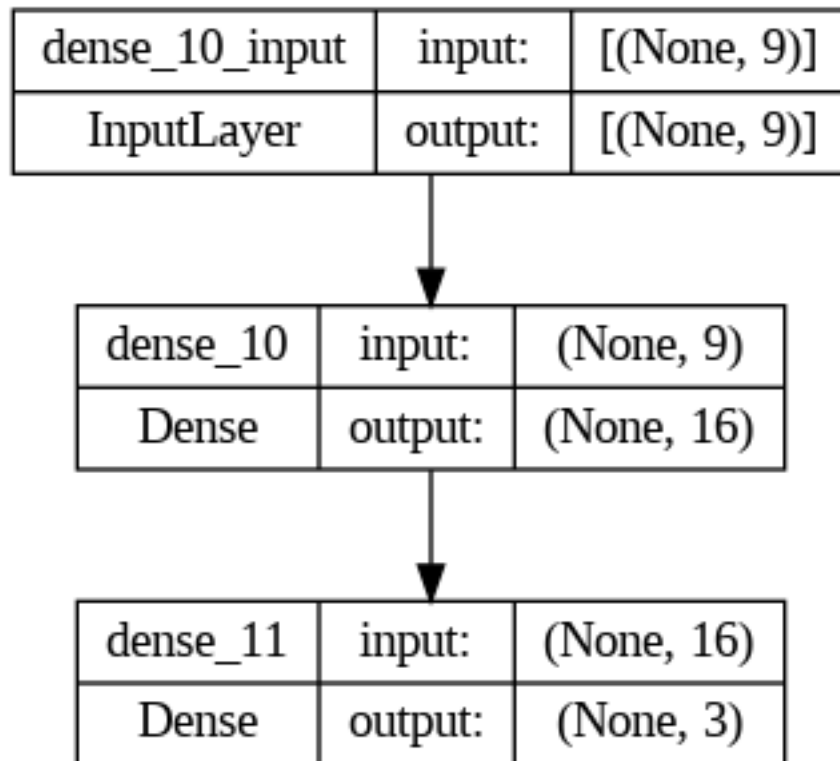 dense_10_input input: [(None, 9)]
InputLayer output: [(None, 9)]
dense_10 input: (None, 9)
Dense output: (None, 16)
dense_11 input: (None, 16)
Dense output: (None, 3)